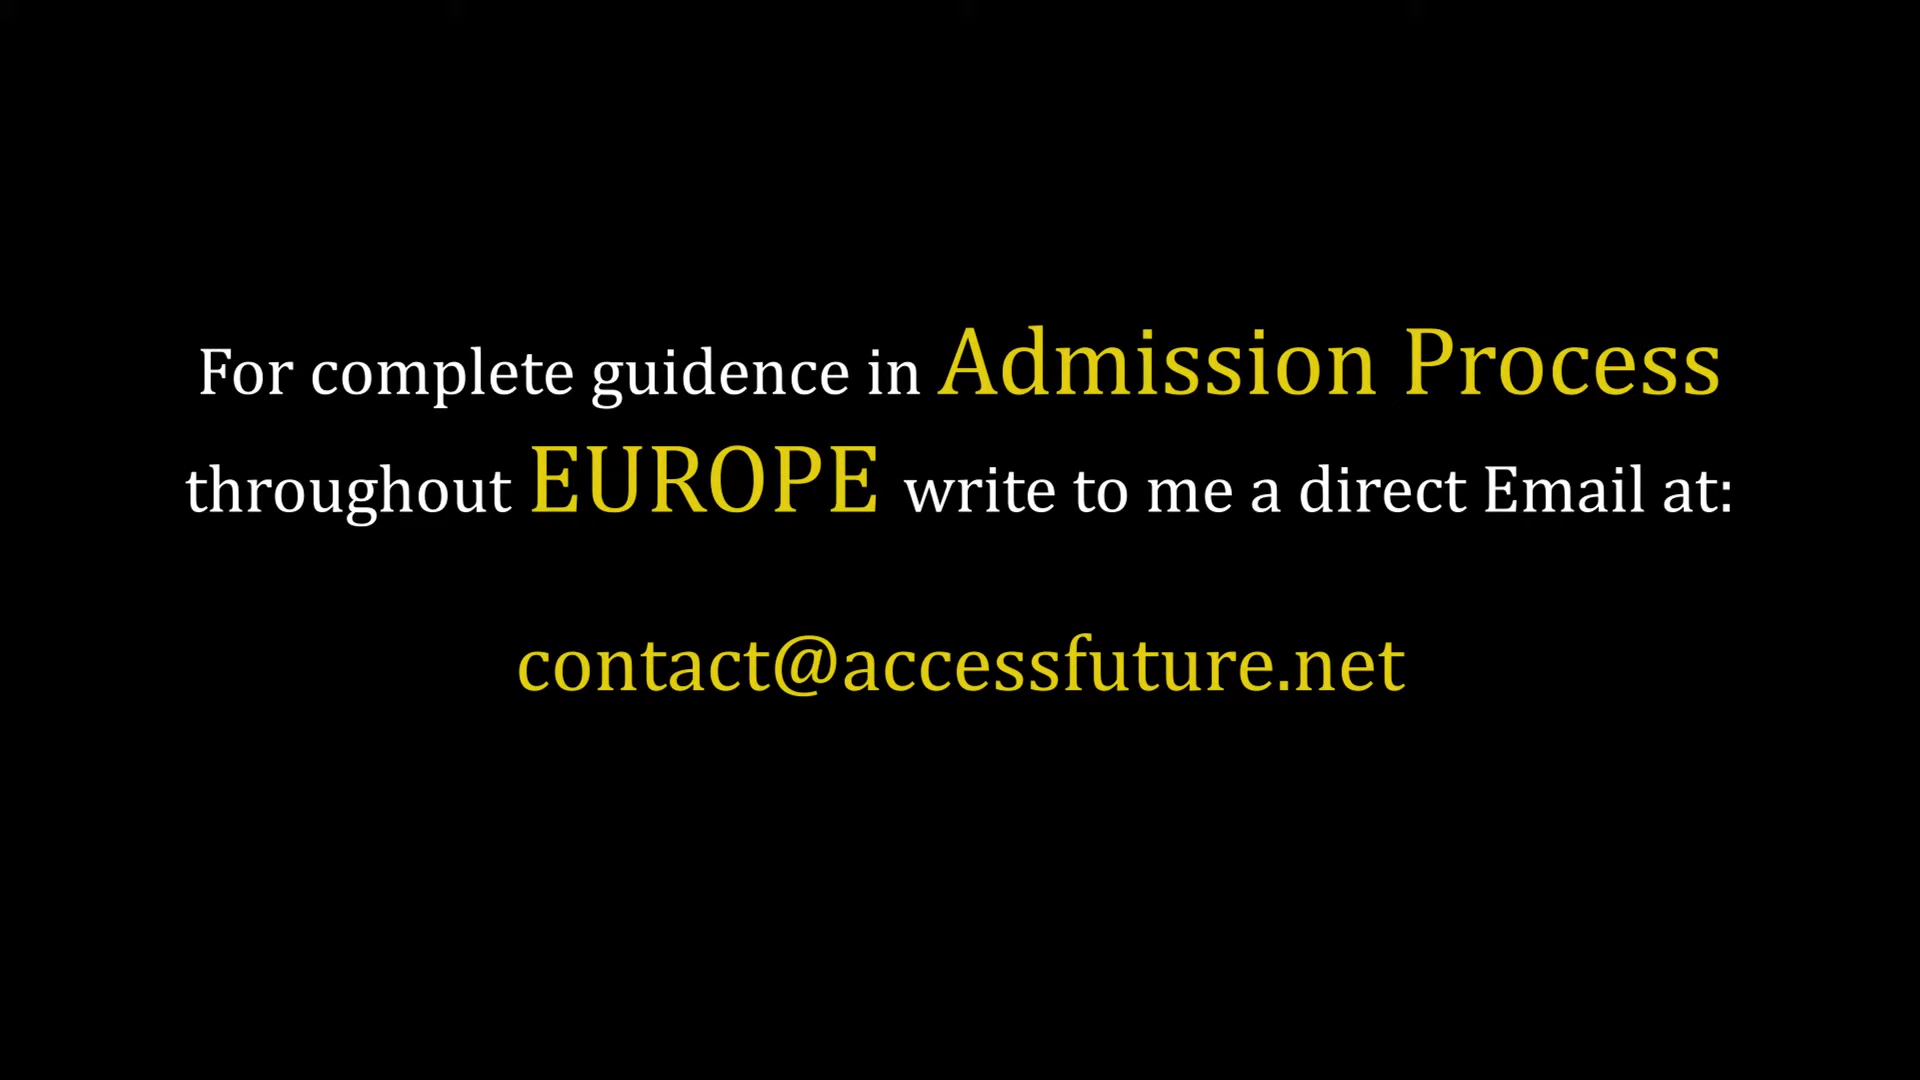 For complete guidence in Admission Process
throughout EUROPE write to me a direct Email at:
contact@accessfuture.net